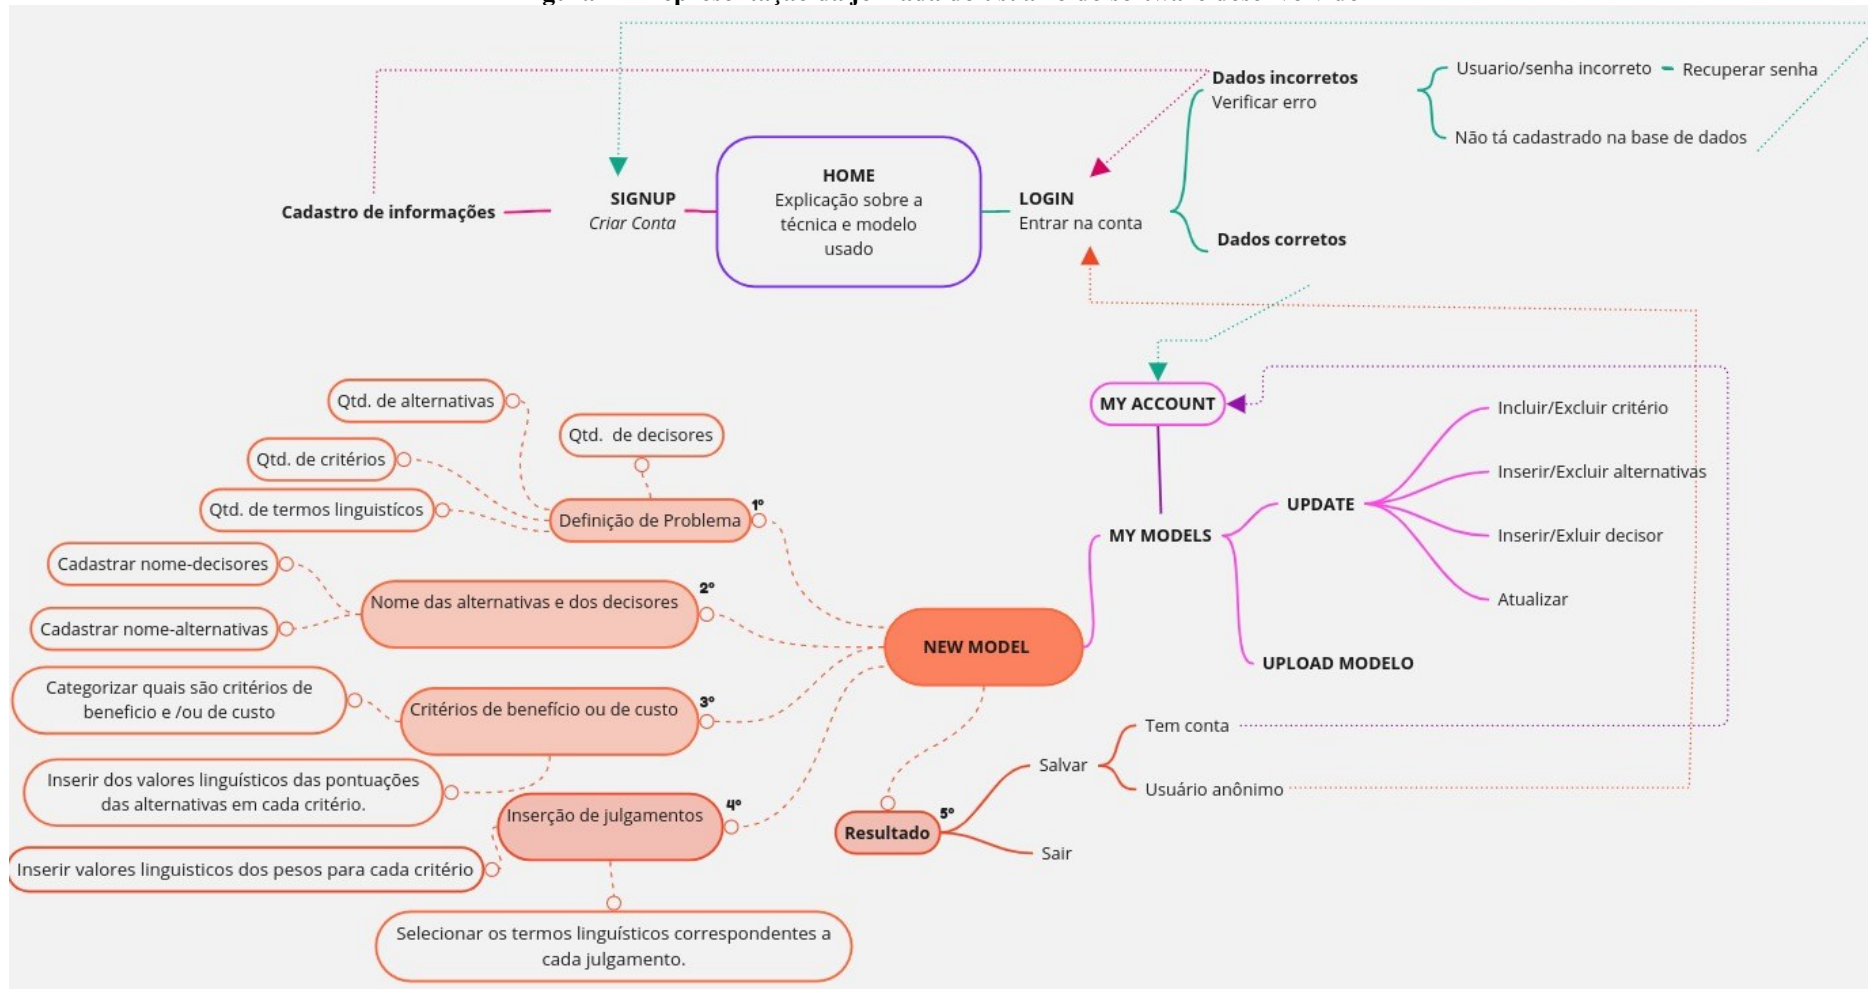 Dados incorretos
Verificar erro
Usuario/senha incorreto
Recuperar senha
Não tá cadastrado na base de dados
Cadastro de informações
SIGNUP
Criar Conta
HOME
Explicação sobre a
técnica e modelo
usado
LOGIN
Entrar na conta
Dados corretos
MY ACCOUNT
Qtd. de alternativas
Qtd. de decisores
Qtd. de critérios
Qtd. de termos linguistícos
Definição de Problema
1º
Cadastrar nome-decisores
Cadastrar nome-alternativas
Nome das alternativas e dos decisores
2º
Categorizar quais são critérios de
beneficio e /ou de custo
Critérios de benefício ou de custo
3º
Inserir dos valores linguísticos das pontuações
das alternativas em cada critério.
Inserção de julgamentos
4º
Inserir valores linguisticos dos pesos para cada critério
Selecionar os termos linguísticos correspondentes a
cada julgamento.
NEW MODEL
MY MODELS
UPDATE
Incluir/Excluir critério
Inserir/Excluir alternativas
Inserir/Exluir decisor
Atualizar
UPLOAD MODELO
Resultado
5º
Salvar
Tem conta
Usuário anônimo
Sair